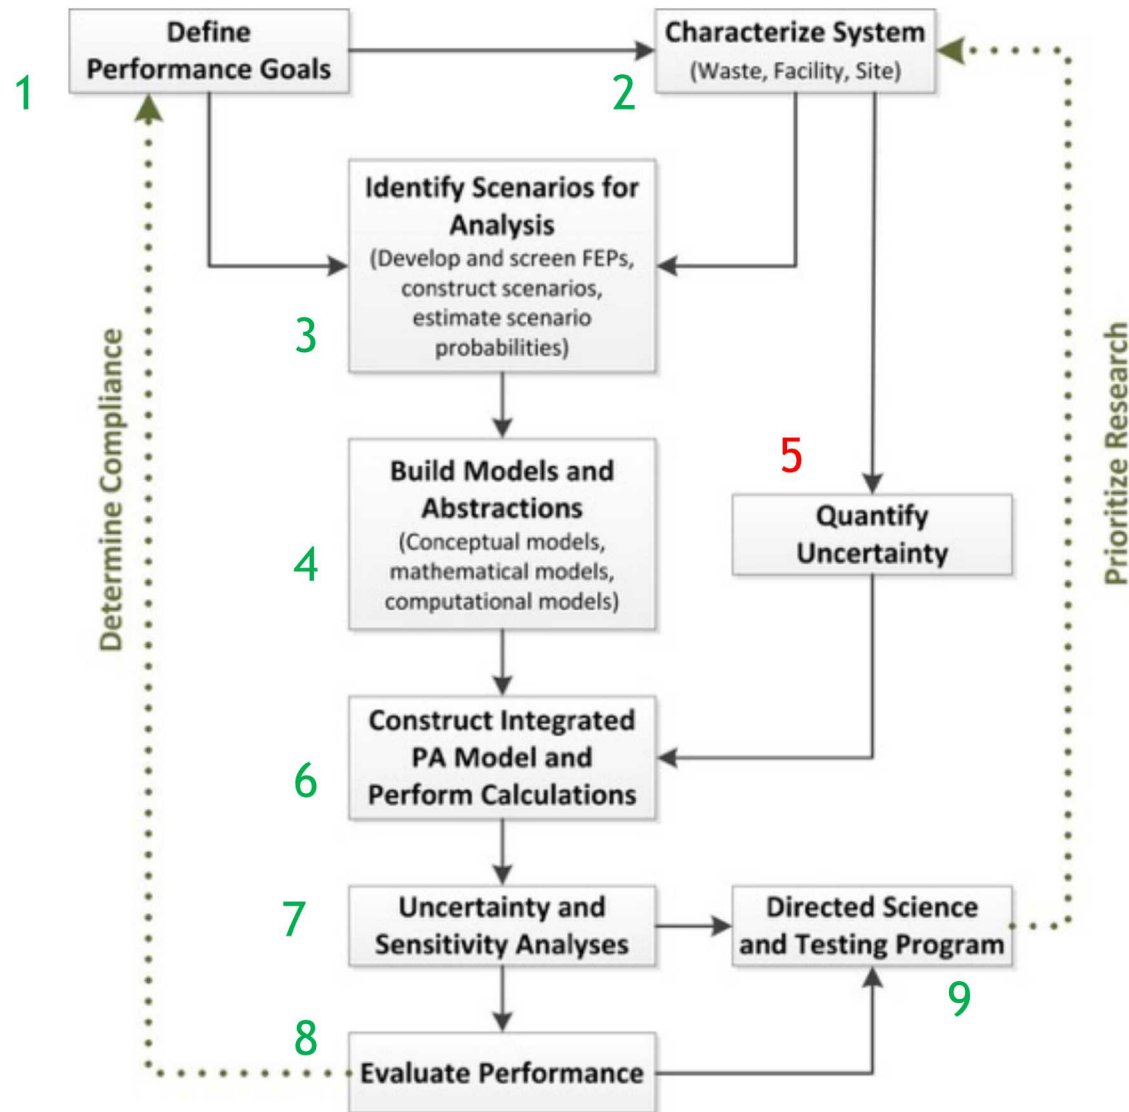 Define
Performance Goals
1
Characterize System
(Waste, Facility, Site)
2
Identify Scenarios for
Analysis
(Develop and screen FEPs,
construct scenarios,
estimate scenario
probabilities)
3
Determine Compliance
Prioritize Research
Build Models and
Abstractions
(Conceptual models,
mathematical models,
computational models)
4
5
Quantify
Uncertainty
Construct Integrated
PA Model and
Perform Calculations
6
7
Uncertainty and
Sensitivity Analyses
Directed Science
and Testing Program
9
8
Evaluate Performance